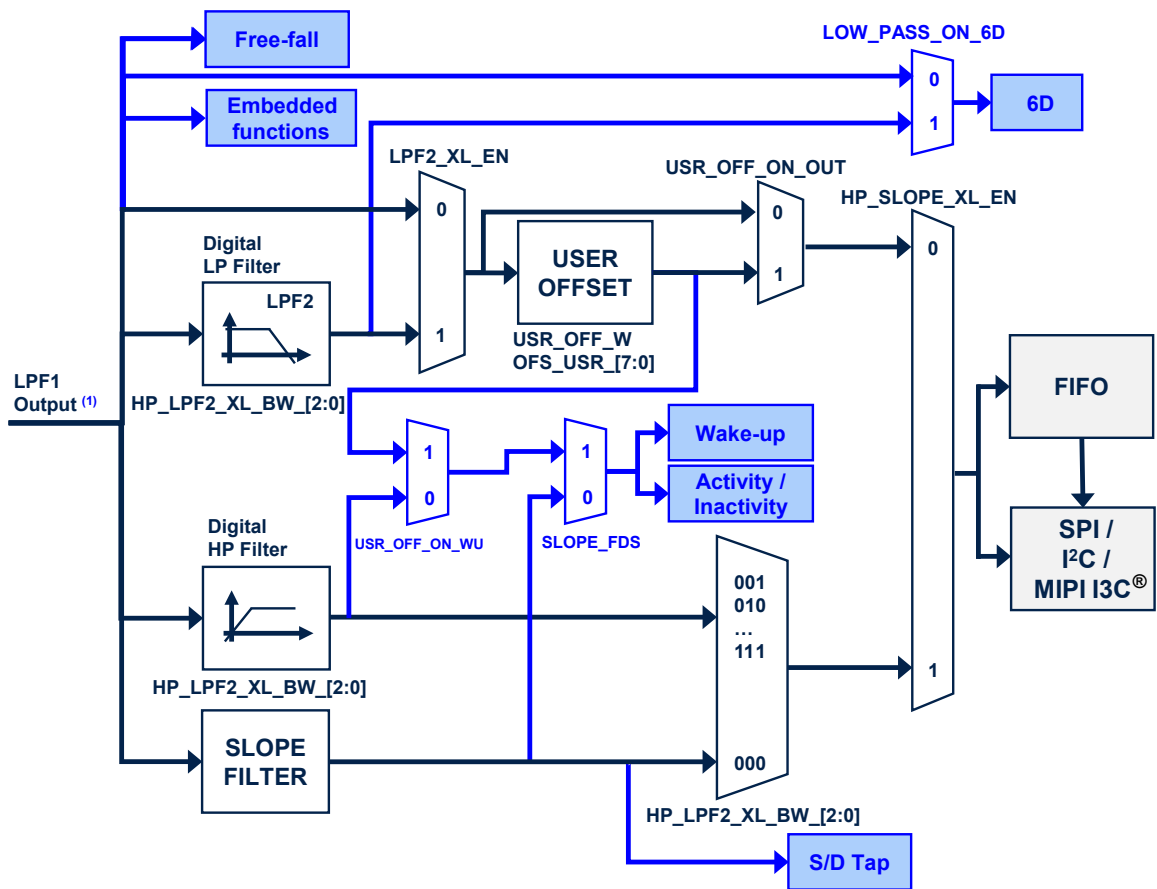 Free-fall
LOW_PASS_ON_6D
0
6D
1
Embedded
functions
LPF2_XL_EN
USR_OFF_ON_OUT
HP_SLOPE_XL_EN
0
0
0
Digital
LP Filter
LPF2
USER
OFFSET
1
1
USR_OFF_W
OFS_USR_[7:0]
LPF1
Output (1)
HP_LPF2_XL_BW_[2:0]
FIFO
1
0
USR_OFF_ON_WU
1
0
SLOPE_FDS
Wake-up
Activity /
Inactivity
SPI /
I²C /
MIPI I3C®
Digital
HP Filter
HP_LPF2_XL_BW_[2:0]
001
010
...
111
1
SLOPE
FILTER
000
HP_LPF2_XL_BW_[2:0]
S/D Tap